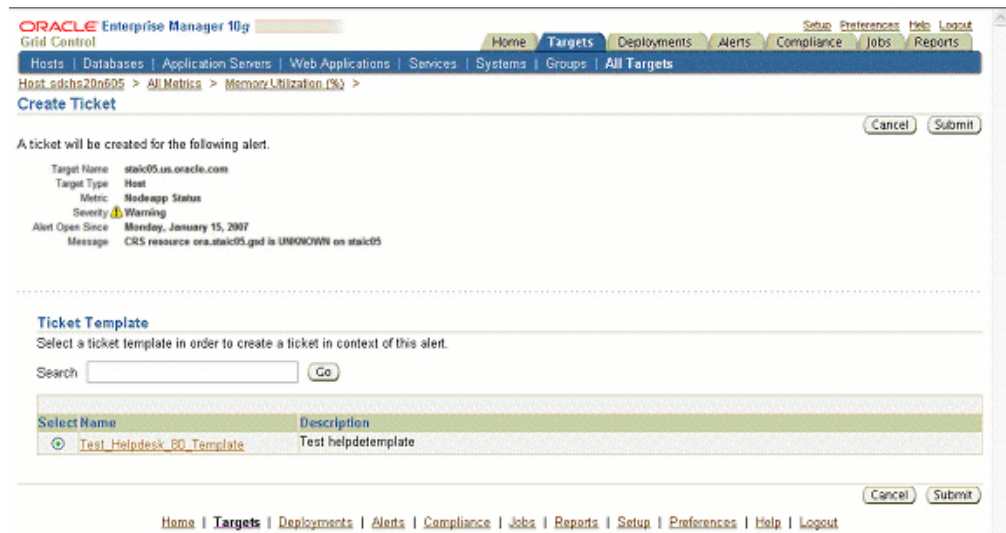 ORACLE Enterprise Manager 10g
Grid Control
Setup Preferences Help Logout
Home Targets Deployments Alerts Compliance Jobs Reports
Hosts | Databases | Application Servers | Web Applications | Services | Systems | Groups | All Targets
Host sdchs20n605 > All Metrics > Memory Utilization (%) >
Create Ticket
Cancel Submit
A ticket will be created for the following alert.
Target Name staic05.us.oracle.com
Target Type Host
Metric Nodeapp Status
Severity Warning
Alert Open Since Monday, January 15, 2007
Message CRS resource ora.staic05.gsd is UNKNOWN on staic05
Ticket Template
Select a ticket template in order to create a ticket in context of this alert.
Search Go
Select Name Description
Test_Helpdesk_80_Template Test helpdetemplate
Cancel Submit
Home | Targets | Deployments | Alerts | Compliance | Jobs | Reports | Setup | Preferences | Help | Logout